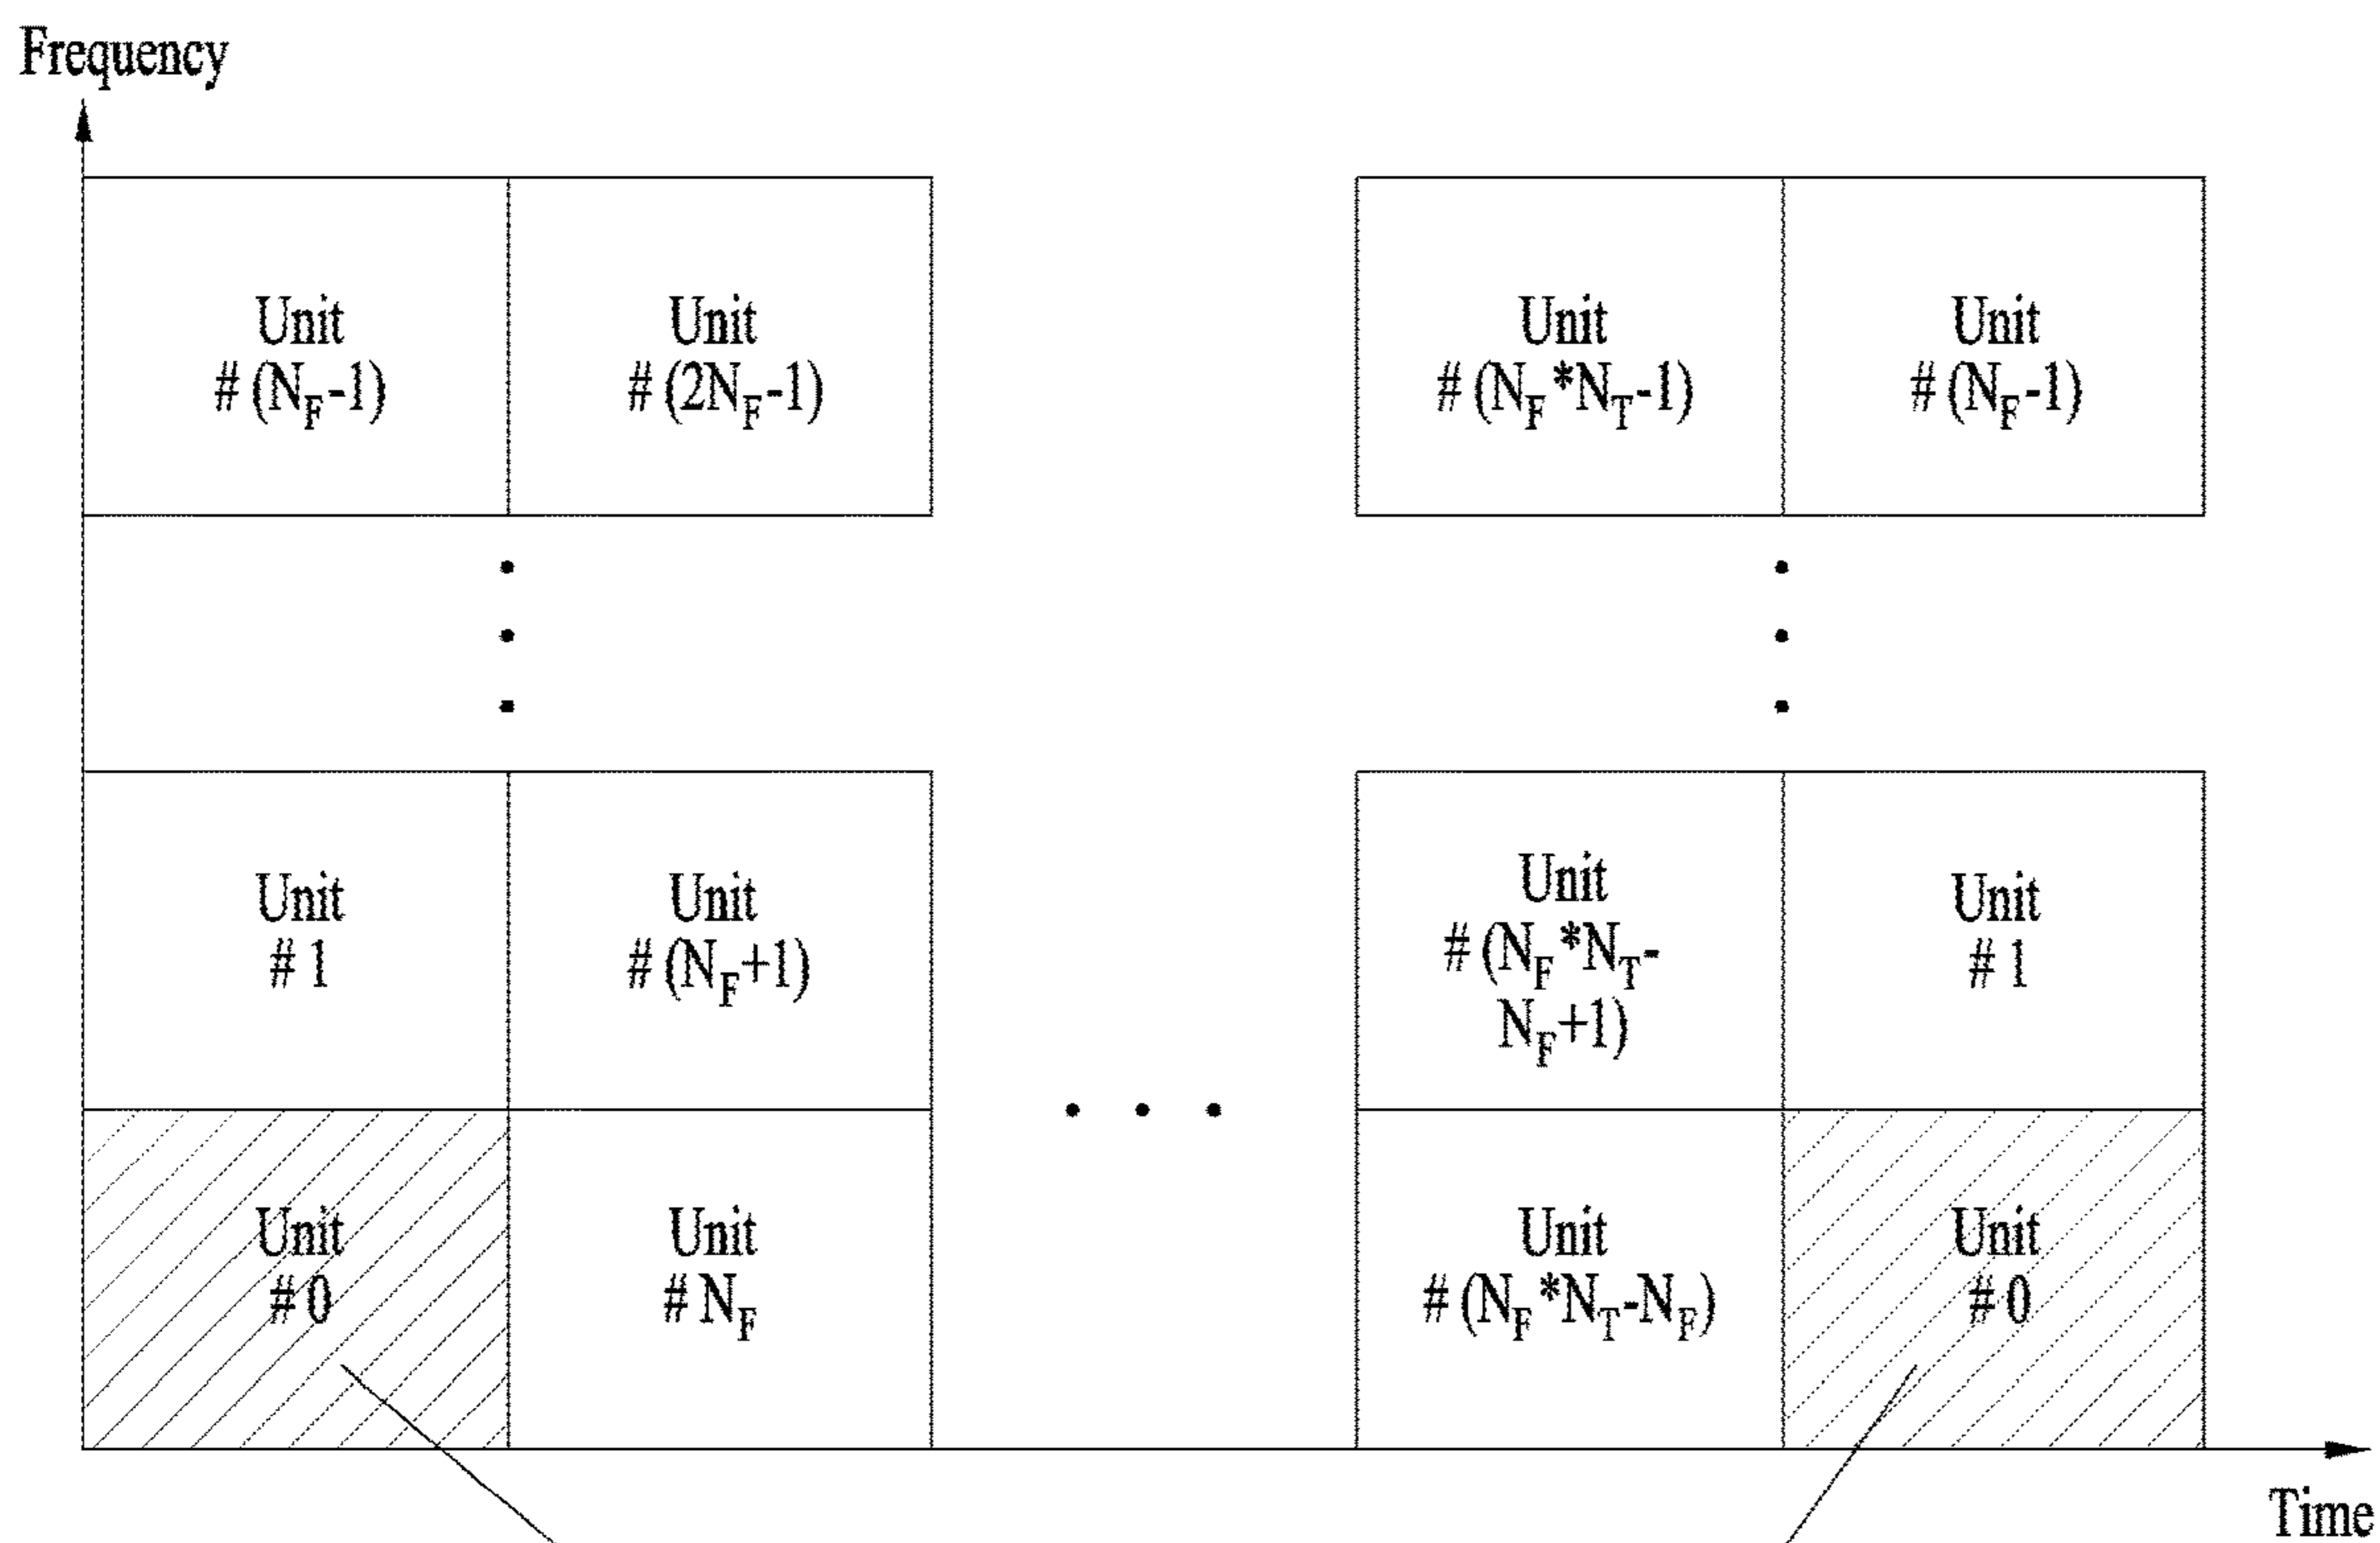 Frequency
Unit
# (N_F-1)
Unit
# (2N_F-1)
Unit
# (N_F*N_T-1)
Unit
# (N_F-1)
Unit
# 1
Unit
# (N_F+1)
Unit
# (N_F*N_T-
N_F+1)
Unit
# 1
Unit
# 0
Unit
# N_F
Unit
# (N_F*N_T-N_F)
Unit
# 0
Time